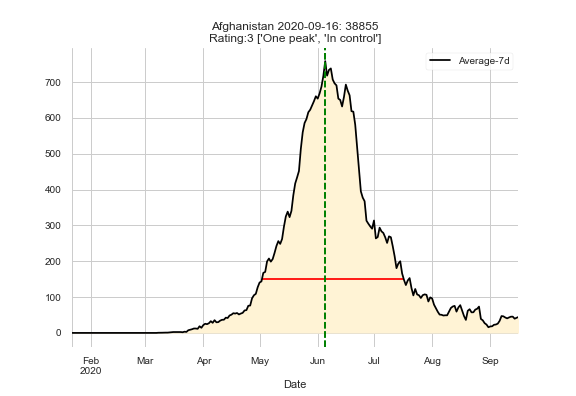 Afghanistan 2020-09-16: 38855
Rating:3 ['One peak', 'In control']
Average-7d
700
600
500
400
300
200
100
0
Feb Mar Apr May Jun Jul Aug Sep
2020
Date